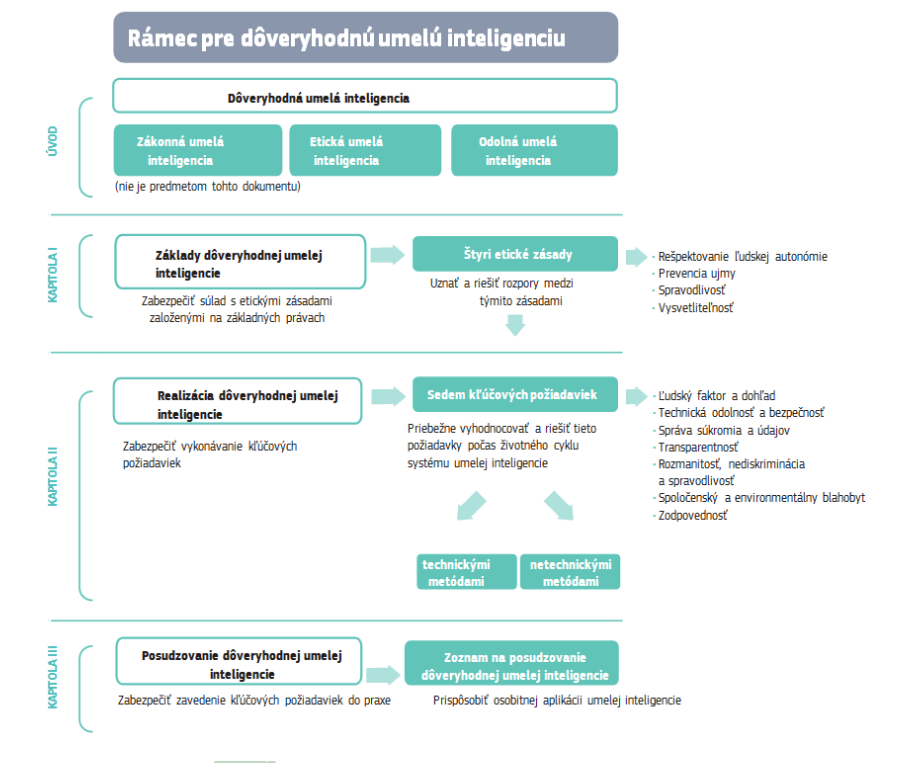 Rámec pre dôveryhodnú umelú inteligenciu
ÚVOD
Dôveryhodná umelá inteligencia
Zákonná umelá
inteligencia
Etická umelá
inteligencia
Odolná umelá
inteligencia
(nie je predmetom tohto dokumentu)
KAPITOLA I
Základy dôveryhodnej umelej
inteligencie
Zabezpečiť súlad s etickými zásadami
založenými na základných právach
Štyri etické zásady
Uznať a riešiť rozpory medzi
týmito zásadami
· Rešpektovanie ľudskej autonómie
· Prevencia ujmy
· Spravodlivosť
· Vysvetliteľnosť
KAPITOLA II
Realizácia dôveryhodnej umelej
inteligencie
Zabezpečiť vykonávanie kľúčových
požiadaviek
Sedem kľúčových požiadaviek
Priebežne vyhodnocovať a riešiť tieto
požiadavky počas životného cyklu
systému umelej inteligencie
· Ľudský faktor a dohľad
· Technická odolnosť a bezpečnosť
· Správa súkromia a údajov
· Transparentnosť
· Rozmanitosť, nediskriminácia
a spravodlivosť
· Spoločenský a environmentálny blahobyt
· Zodpovednosť
technickými
metódami
netechnickými
metódami
KAPITOLA III
Posudzovanie dôveryhodnej umelej
inteligencie
Zabezpečiť zavedenie kľúčových požiadaviek do praxe
Zoznam na posudzovanie
dôveryhodnej umelej inteligencie
Prispôsobiť osobitnej aplikácii umelej inteligencie